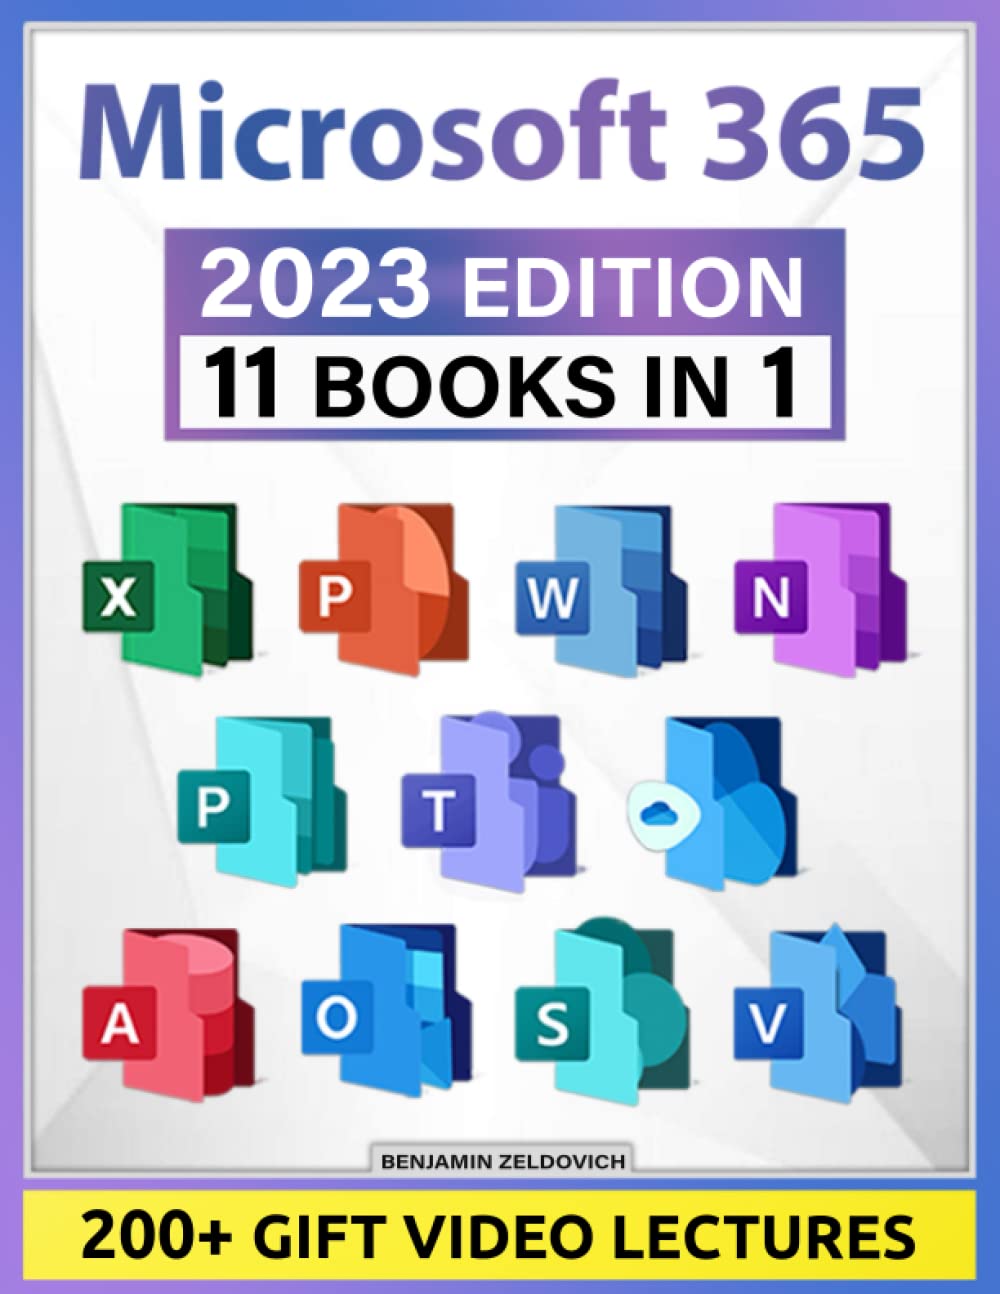 Microsoft 365
2023 EDITION
11 BOOKS IN 1
X P W N
P T
A O S V
BENJAMIN ZELDOVICH
200+ GIFT VIDEO LECTURES